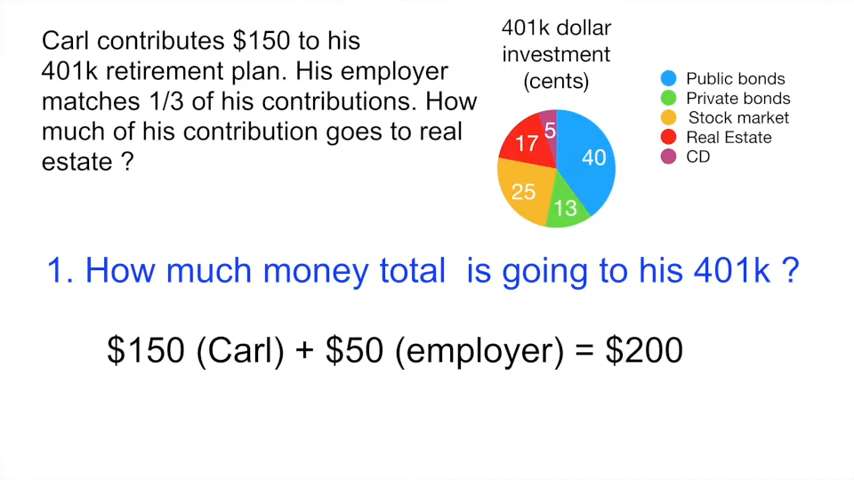 Carl contributes $150 to his
401k retirement plan. His employer
matches 1/3 of his contributions. How
much of his contribution goes to real
estate ?
401k dollar
investment
(cents)
5
17
40
25
13
Public bonds
Private bonds
Stock market
Real Estate
CD
1. How much money total is going to his 401k ?
$150 (Carl) + $50 (employer) = $200